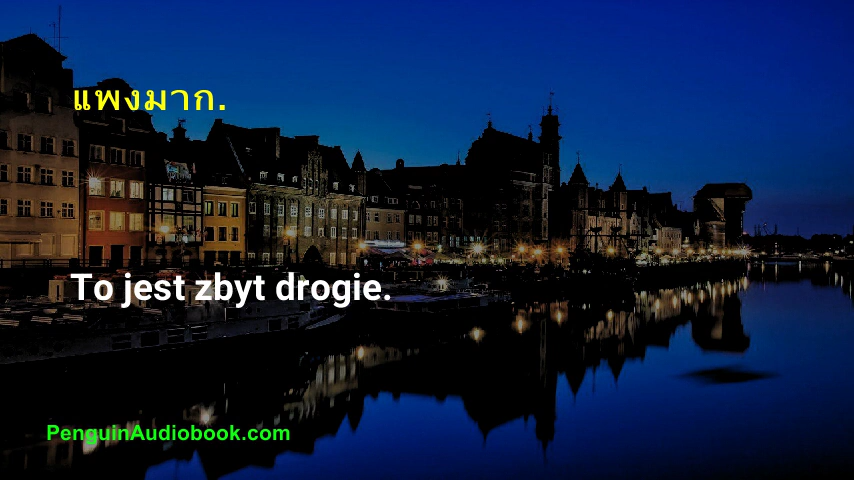 แพงมาก.
To jest zbyt drogie.
PenguinAudiobook.com